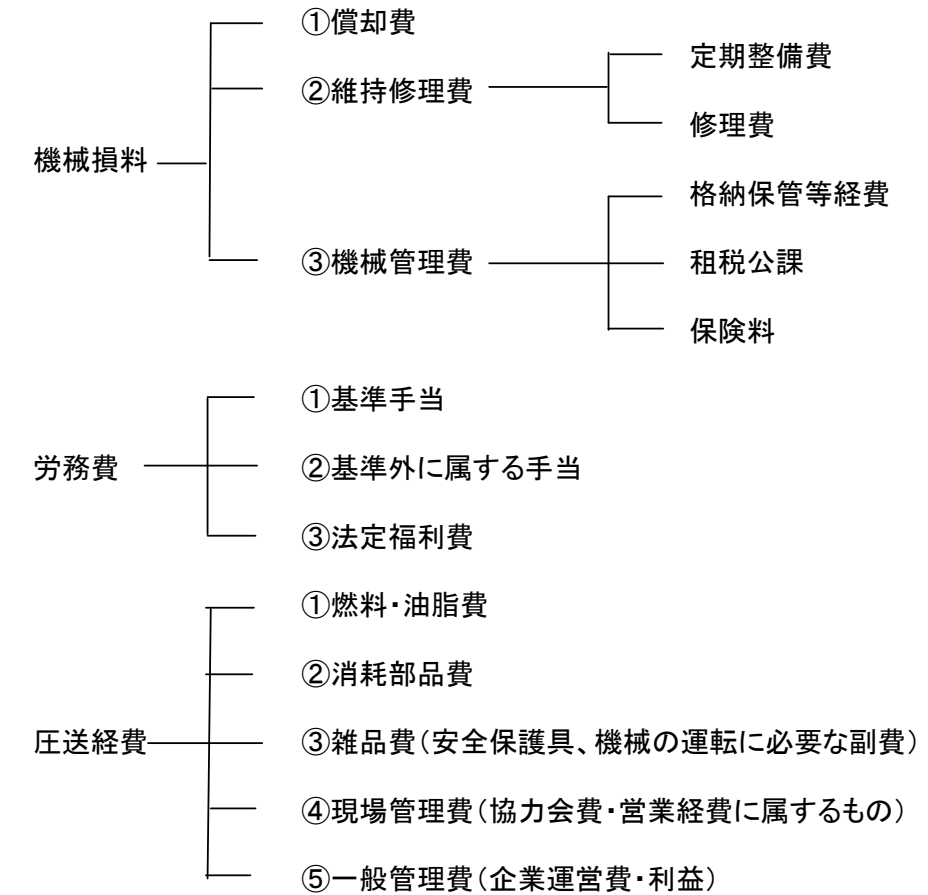 ①償却費
定期整備費
②維持修理費
修理費
機械損料
格納保管等経費
③機械管理費
租税公課
保険料
①基準手当
労務費
②基準外に属する手当
③法定福利費
①燃料・油脂費
②消耗部品費
圧送経費
③雑品費（安全保護具、機械の運転に必要な副費）
④現場管理費（協力会費・営業経費に属するもの）
⑤一般管理費（企業運営費・利益）